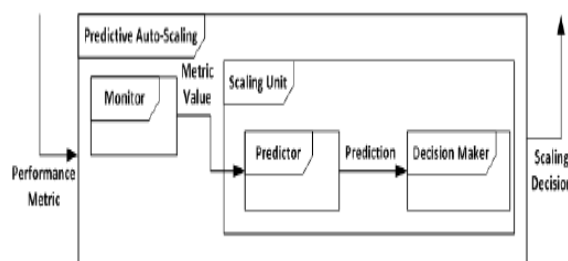 Predictive Auto-Scaling
Monitor
Metric
Value
Scaling Unit
Predictor
Prediction
Decision Maker
Performance
Metric
Scaling
Decision